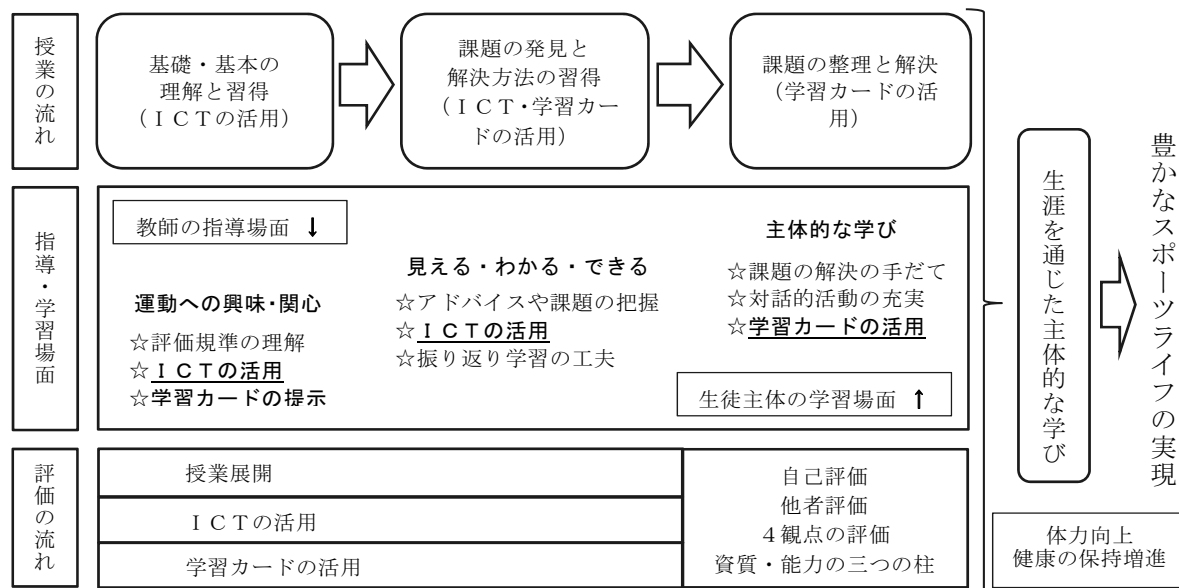 授業の流れ
基礎・基本の
理解と習得
(ICTの活用)
課題の発見と
解決方法の習得
(ICT・学習カー
ドの活用)
課題の整理と解決
(学習カードの活
用)
指導・学習場面
教師の指導場面 ↓
運動への興味・関心
☆評価規準の理解
☆ICTの活用
☆学習カードの提示
見える・わかる・できる
☆アドバイスや課題の把握
☆ICTの活用
☆振り返り学習の工夫
主体的な学び
☆課題の解決の手だて
☆対話的活動の充実
☆学習カードの活用
生徒主体の学習場面 ↑
評価の流れ
授業展開
ICTの活用
学習カードの活用
自己評価
他者評価
4観点の評価
資質・能力の三つの柱
生涯を通じた主体的な学び
豊かなスポーツライフの実現
体力向上
健康の保持増進